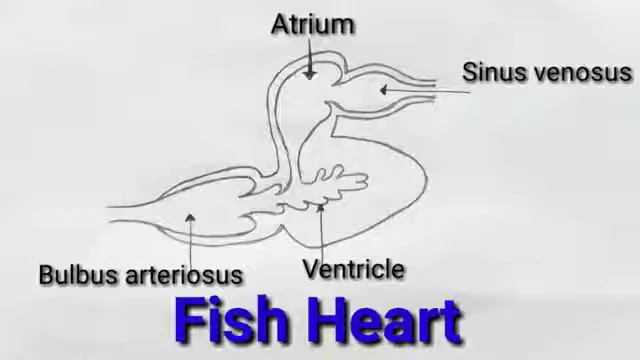 Atrium
Sinus venosus
Bulbus arteriosus
Ventricle
Fish Heart